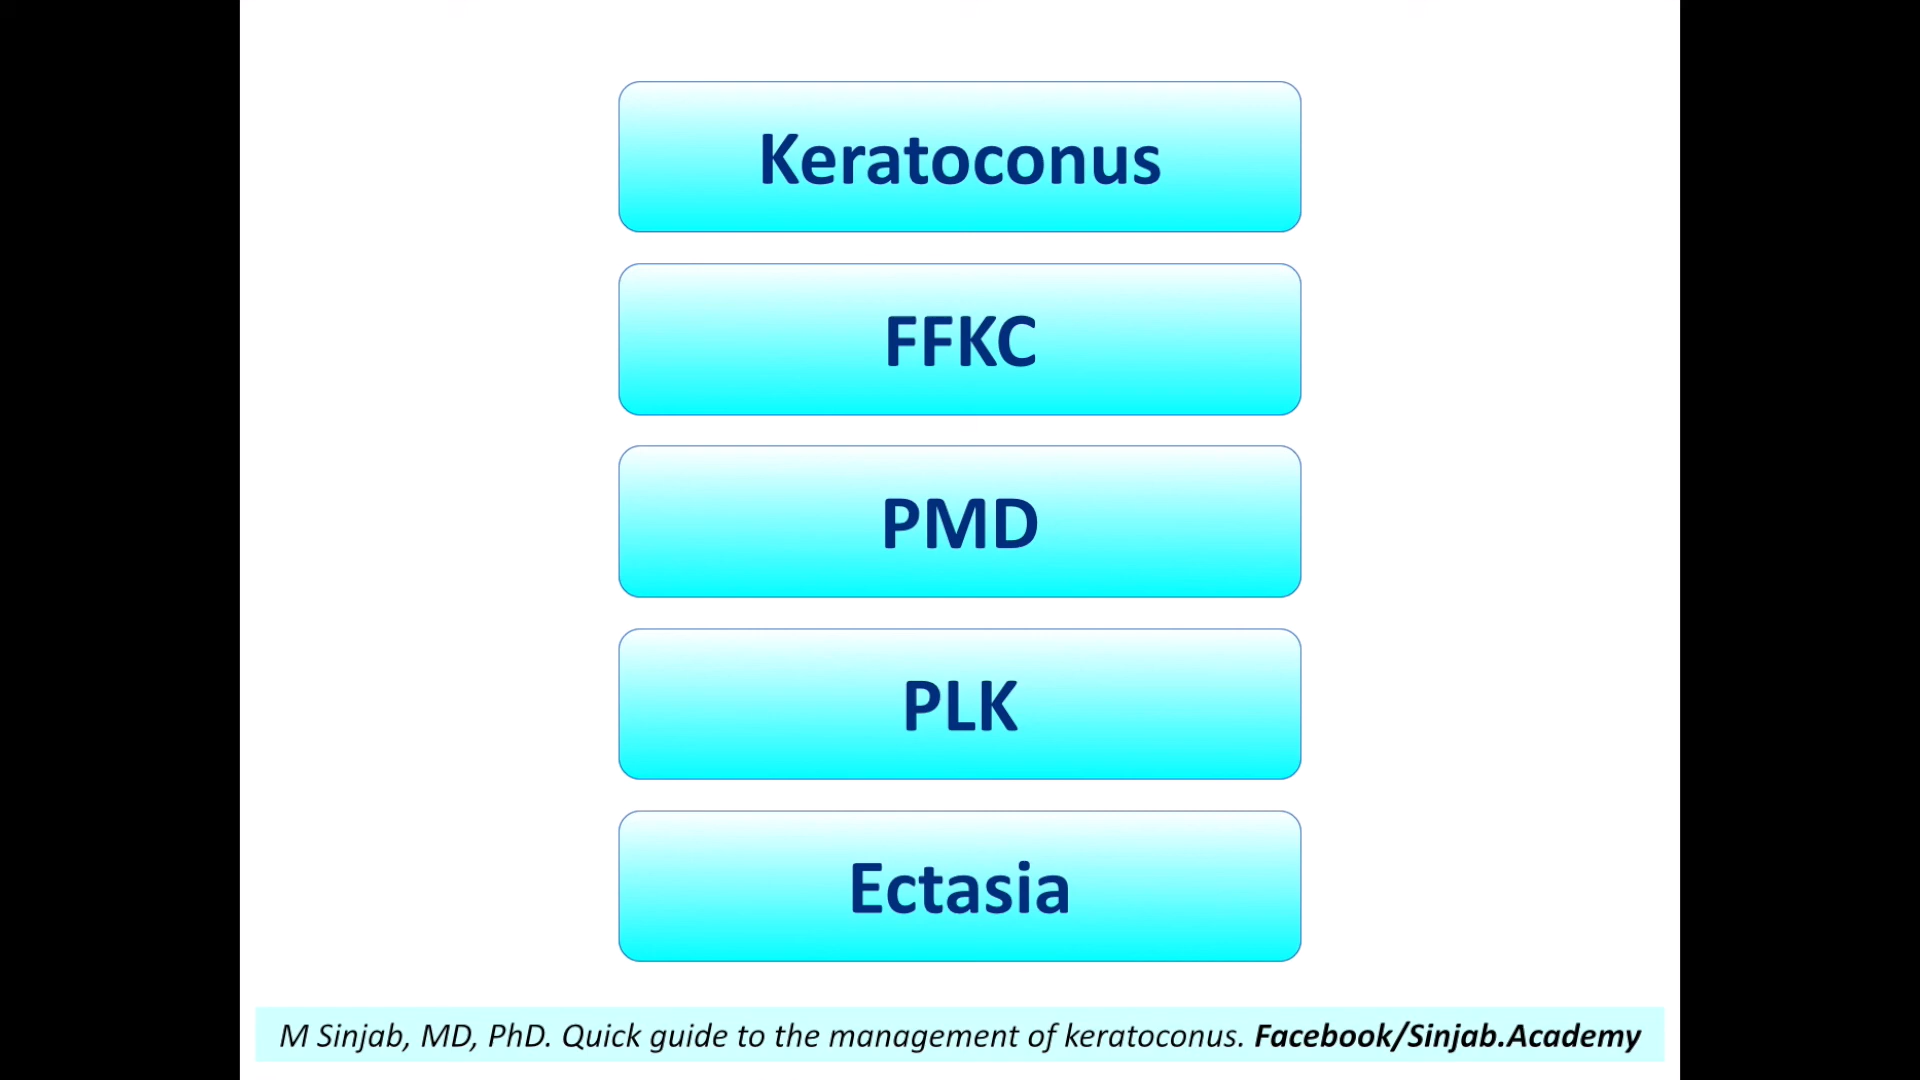 Keratoconus
FFKC
PMD
PLK
Ectasia
M Sinjab, MD, PhD. Quick guide to the management of keratoconus. Facebook/Sinjab.Academy